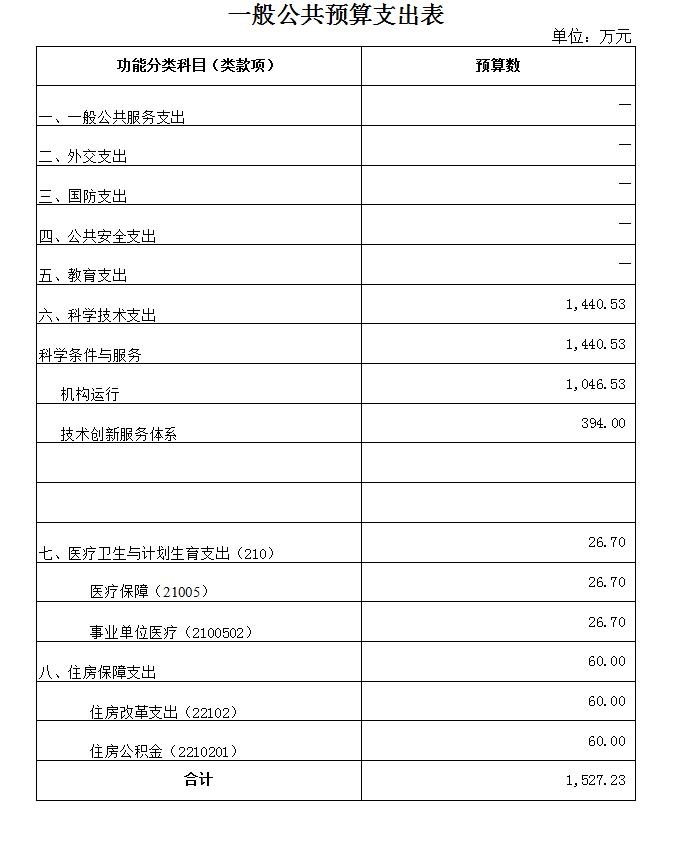 一般公共预算支出表
单位：万元
功能分类科目（类款项） 预算数
一、一般公共服务支出 —
二、外交支出 —
三、国防支出 —
四、公共安全支出 —
五、教育支出 —
六、科学技术支出 1,440.53
科学条件与服务 1,440.53
机构运行 1,046.53
技术创新服务体系 394.00
七、医疗卫生与计划生育支出（210） 26.70
医疗保障（21005） 26.70
事业单位医疗（2100502） 26.70
八、住房保障支出 60.00
住房改革支出（22102） 60.00
住房公积金（2210201） 60.00
合计 1,527.23